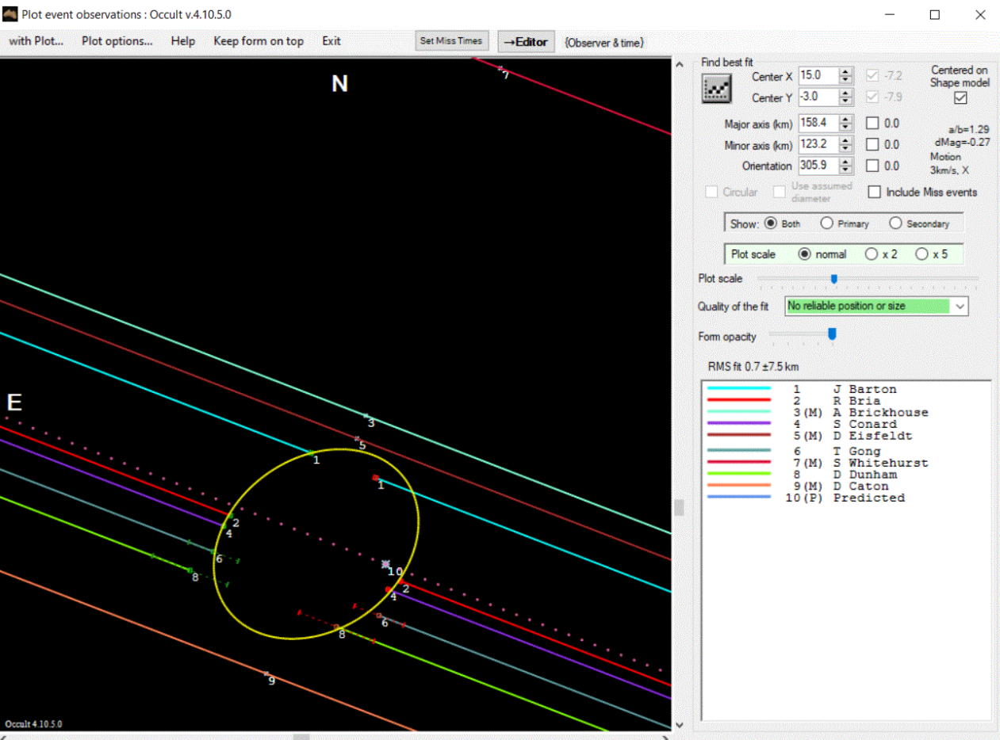 Plot event observations : Occult v.4.10.5.0
with Plot... Plot options... Help Keep form on top Exit Set Miss Times →Editor {Observer & time}
N
7
E
3
5
1
1
2
4
6
8
10
2
4
6
8
9
Occult 4.10.5.0
Find best fit
Center X 15.0 -7.2
Center Y -3.0 -7.9
Centered on
Shape model
Major axis (km) 158.4 0.0
Minor axis (km) 123.2 0.0
Orientation 305.9 0.0
a/b=1.29
dMag=-0.27
Motion
3km/s, X
Circular
Use assumed
diameter
Include Miss events
Show: Both Primary Secondary
Plot scale normal x 2 x 5
Plot scale
Quality of the fit No reliable position or size
Form opacity
RMS fit 0.7 ±7.5 km
1 J Barton
2 R Bria
3(M) A Brickhouse
4 S Conard
5(M) D Eisfeldt
6 T Gong
7(M) S Whitehurst
8 D Dunham
9(M) D Caton
10(P) Predicted